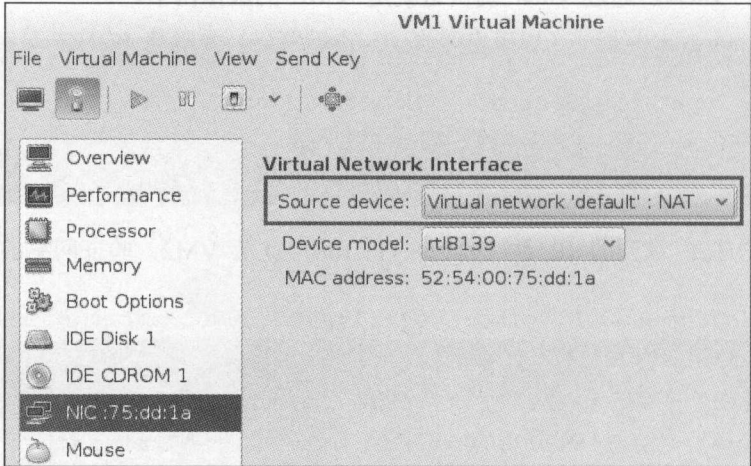 VM1 Virtual Machine
File Virtual Machine View Send Key
Overview
Performance
Processor
Memory
Boot Options
IDE Disk 1
IDE CDROM 1
NIC :75:dd:1a
Mouse
Virtual Network Interface
Source device: Virtual network 'default' : NAT
Device model: rtl8139
MAC address: 52:54:00:75:dd:1a